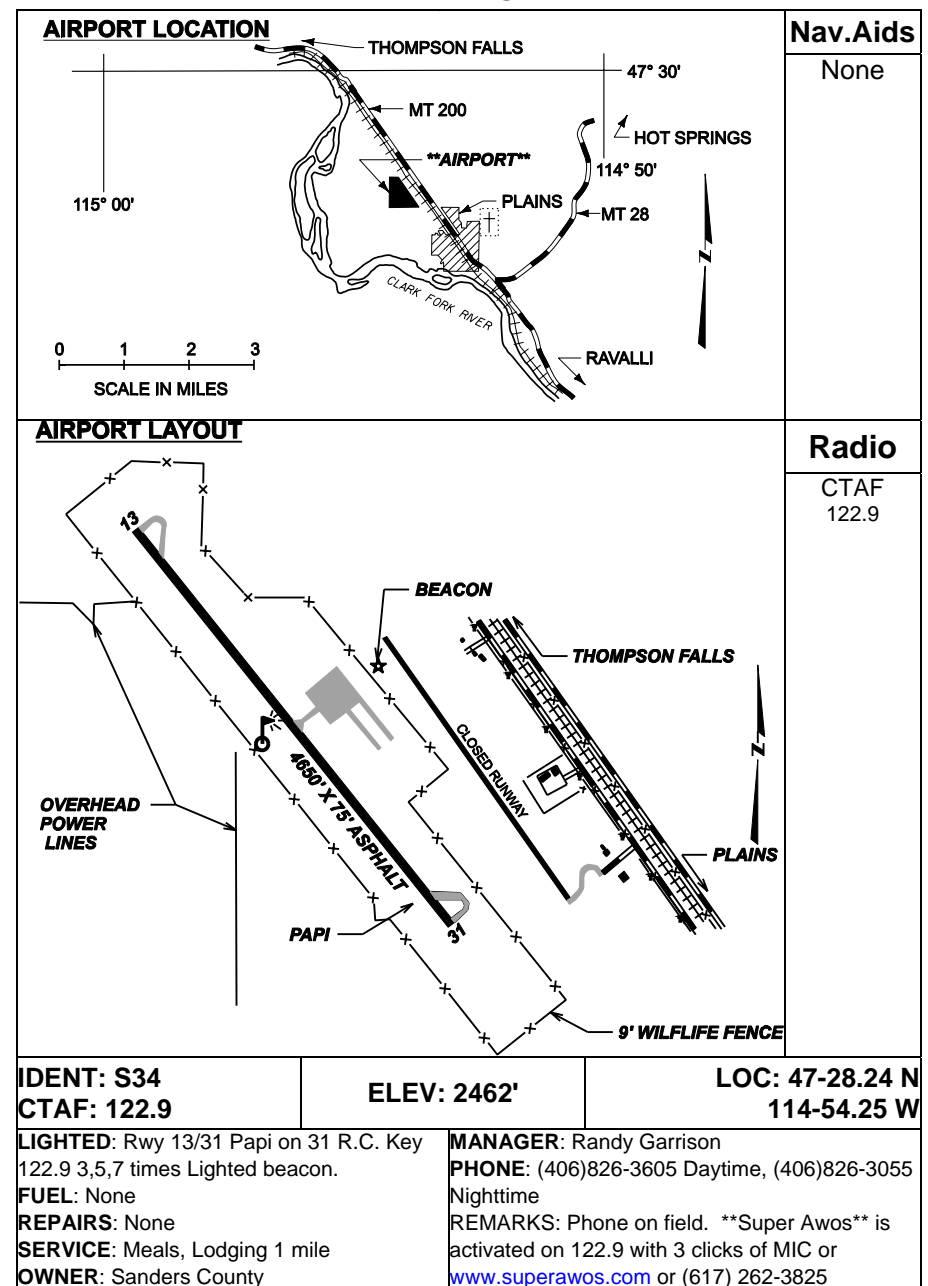 AIRPORT LOCATION
Nav.Aids
None
THOMPSON FALLS
47° 30'
MT 200
HOT SPRINGS
**AIRPORT**
114° 50'
PLAINS
115° 00'
MT 28
N
CLARK FORK RIVER
RAVALLI
0 1 2 3
SCALE IN MILES
AIRPORT LAYOUT
Radio
CTAF
122.9
13
BEACON
THOMPSON FALLS
CLOSED RUNWAY
N
4650' X 75' ASPHALT
OVERHEAD
POWER
LINES
PLAINS
PAPI
31
9' WILFLIFE FENCE
IDENT: S34
CTAF: 122.9
ELEV: 2462'
LOC: 47-28.24 N
114-54.25 W
LIGHTED: Rwy 13/31 Papi on 31 R.C. Key
122.9 3,5,7 times Lighted beacon.
FUEL: None
REPAIRS: None
SERVICE: Meals, Lodging 1 mile
OWNER: Sanders County
MANAGER: Randy Garrison
PHONE: (406)826-3605 Daytime, (406)826-3055
Nighttime
REMARKS: Phone on field. **Super Awos** is
activated on 122.9 with 3 clicks of MIC or
www.superawos.com or (617) 262-3825